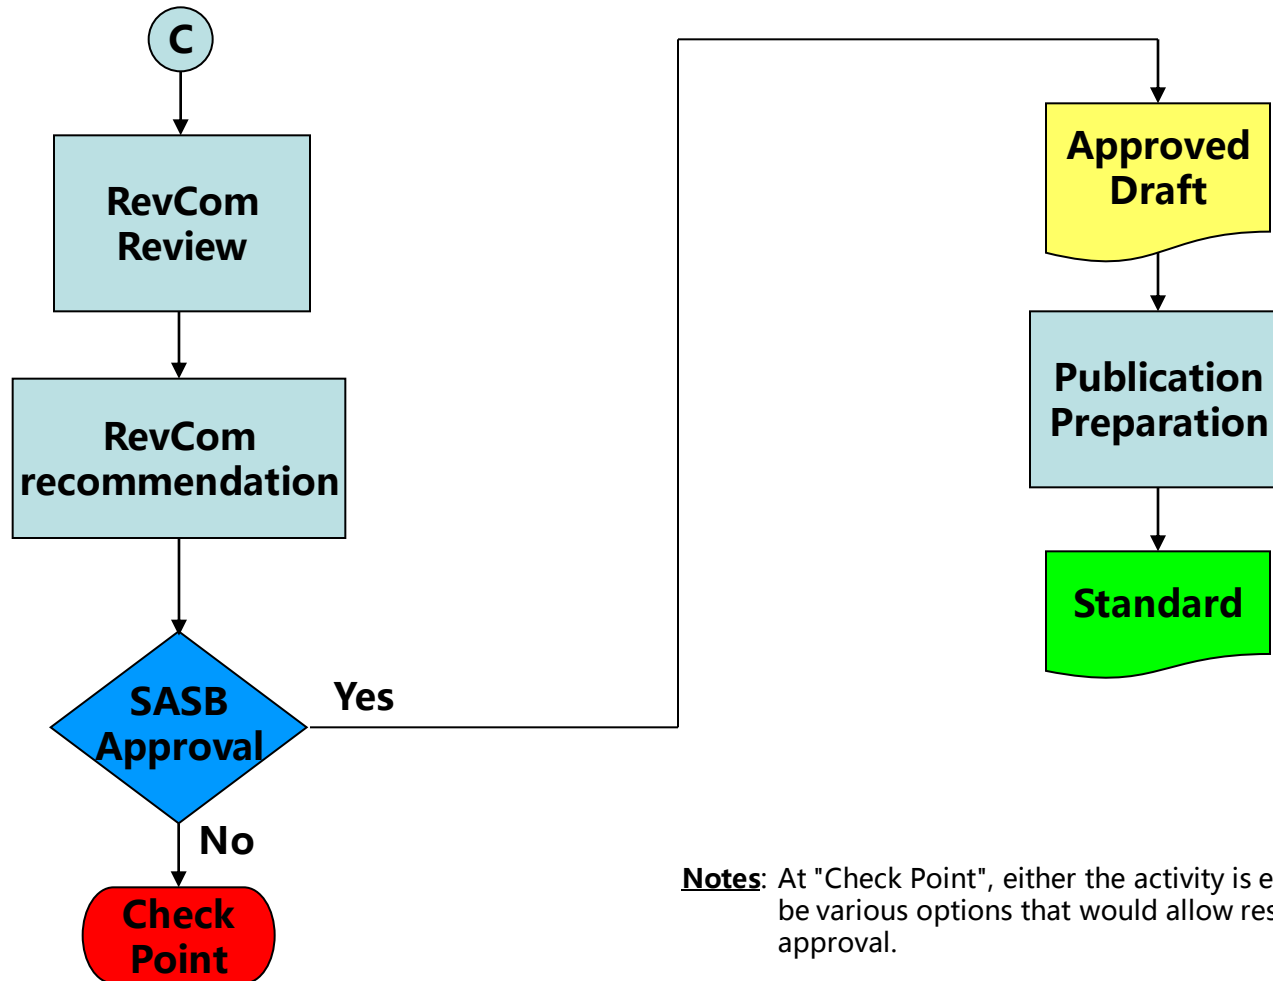 C
RevCom
Review
RevCom
recommendation
SASB
Approval
Yes
No
Check
Point
Approved
Draft
Publication
Preparation
Standard
Notes: At "Check Point", either the activity is
be various options that would allow
approval.